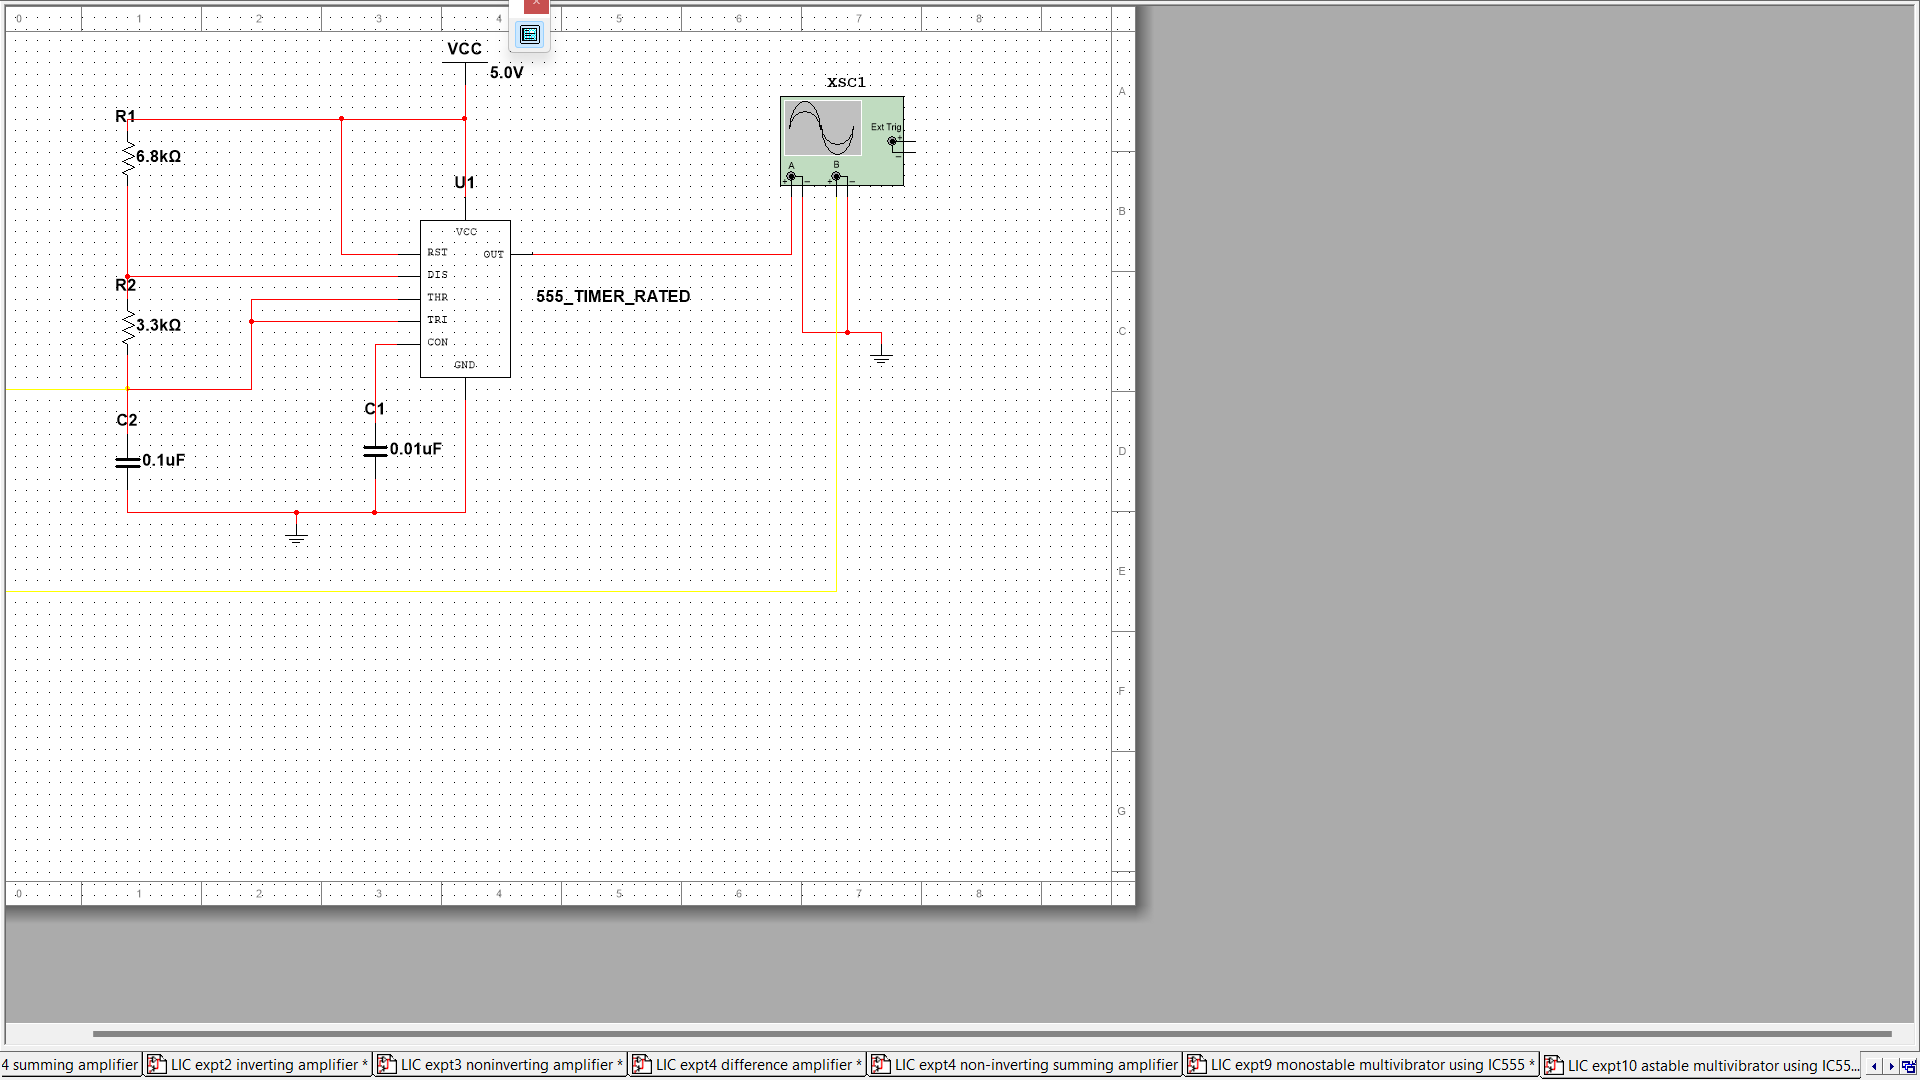 0 1 2 3 4 5 6 7 8
VCC
5.0V
XSC1
A
R1
Ext Trig
+
6.8kΩ
_
A B
+ _ + _
U1
B
VCC
RST OUT
DIS
R2
THR
555_TIMER_RATED
TRI
3.3kΩ
C
CON
GND
C1
C2
0.01uF
D
0.1uF
E
F
G
0 1 2 3 4 5 6 7 8
4 summing amplifier LIC expt2 inverting amplifier * LIC expt3 noninverting amplifier * LIC expt4 difference amplifier * LIC expt4 non-inverting summing amplifier LIC expt9 monostable multivibrator using IC555 * LIC expt10 astable multivibrator using IC55...